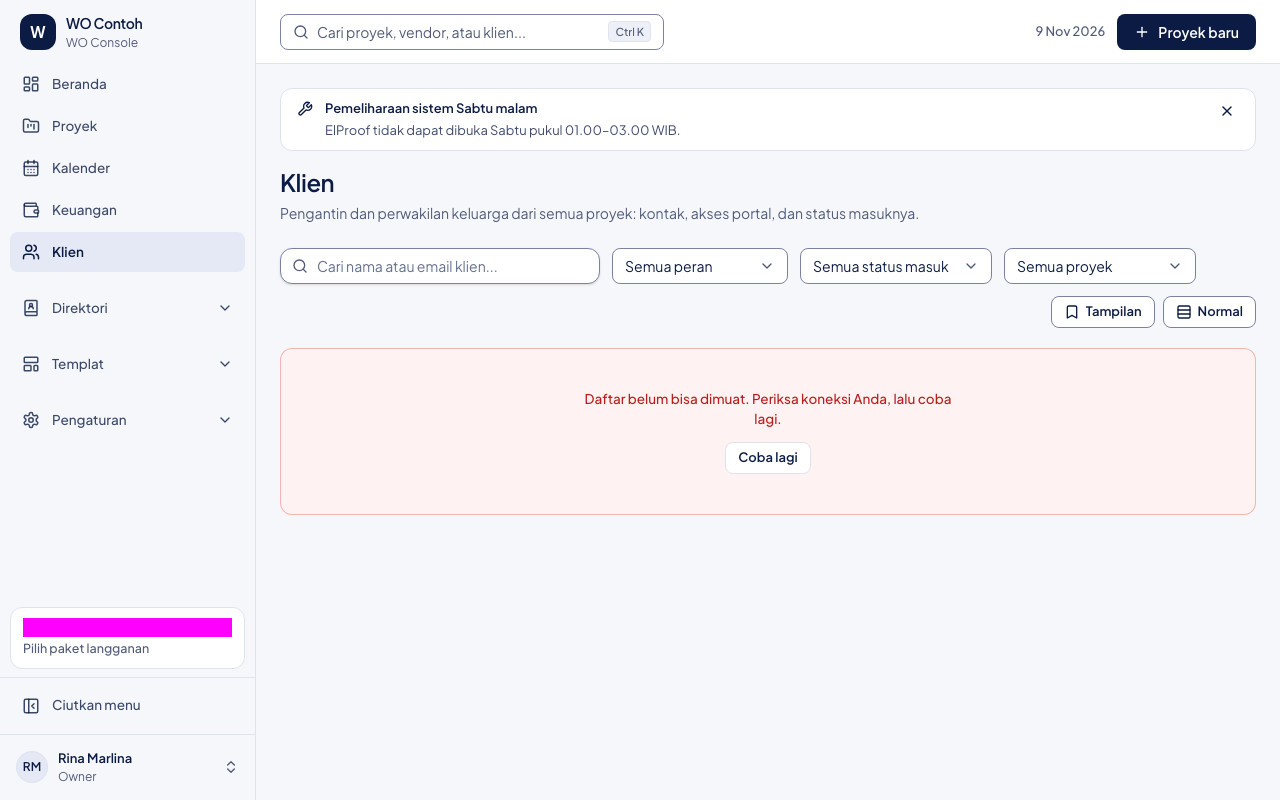 W
WO Contoh
WO Console
Beranda
Proyek
Kalender
Keuangan
Klien
Direktori
Templat
Pengaturan
Pilih paket langganan
Ciutkan menu
RM
Rina Marlina
Owner
Cari proyek, vendor, atau klien...
Ctrl K
9 Nov 2026
Proyek baru
Pemeliharaan sistem Sabtu malam
ElProof tidak dapat dibuka Sabtu pukul 01.00–03.00 WIB.
Klien
Pengantin dan perwakilan keluarga dari semua proyek: kontak, akses portal, dan status masuknya.
Cari nama atau email klien...
Semua peran
Semua status masuk
Semua proyek
Tampilan
Normal
Daftar belum bisa dimuat. Periksa koneksi Anda, lalu coba
lagi.
Coba lagi